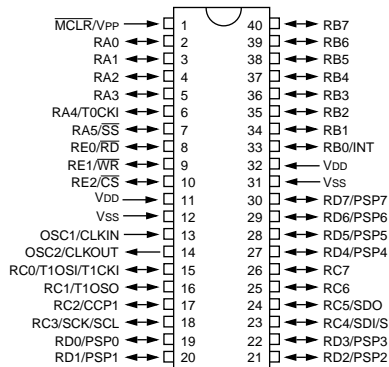 MCLR/VPP 1 40 RB7
RA0 2 39 RB6
RA1 3 38 RB5
RA2 4 37 RB4
RA3 5 36 RB3
RA4/T0CKI 6 35 RB2
RA5/SS 7 34 RB1
RE0/RD 8 33 RB0/INT
RE1/WR 9 32 VDD
RE2/CS 10 31 VSS
VDD 11 30 RD7/PSP7
VSS 12 29 RD6/PSP6
OSC1/CLKIN 13 28 RD5/PSP5
OSC2/CLKOUT 14 27 RD4/PSP4
RC0/T1OSI/T1CKI 15 26 RC7
RC1/T1OSO 16 25 RC6
RC2/CCP1 17 24 RC5/SDO
RC3/SCK/SCL 18 23 RC4/SDI/S
RD0/PSP0 19 22 RD3/PSP3
RD1/PSP1 20 21 RD2/PSP2